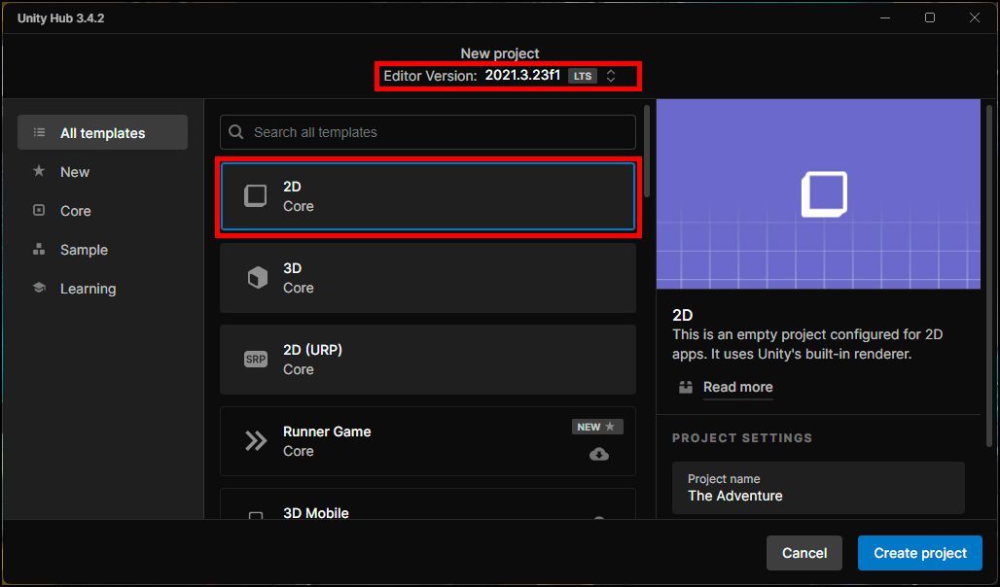 Unity Hub 3.4.2
New project
Editor Version: 2021.3.23f1 LTS
All templates
New
Core
Sample
Learning
Search all templates
2D
Core
3D
Core
SRP
2D (URP)
Core
Runner Game
Core
NEW
3D Mobile
2D
This is an empty project configured for 2D
apps. It uses Unity's built-in renderer.
Read more
PROJECT SETTINGS
Project name
The Adventure
Cancel
Create project